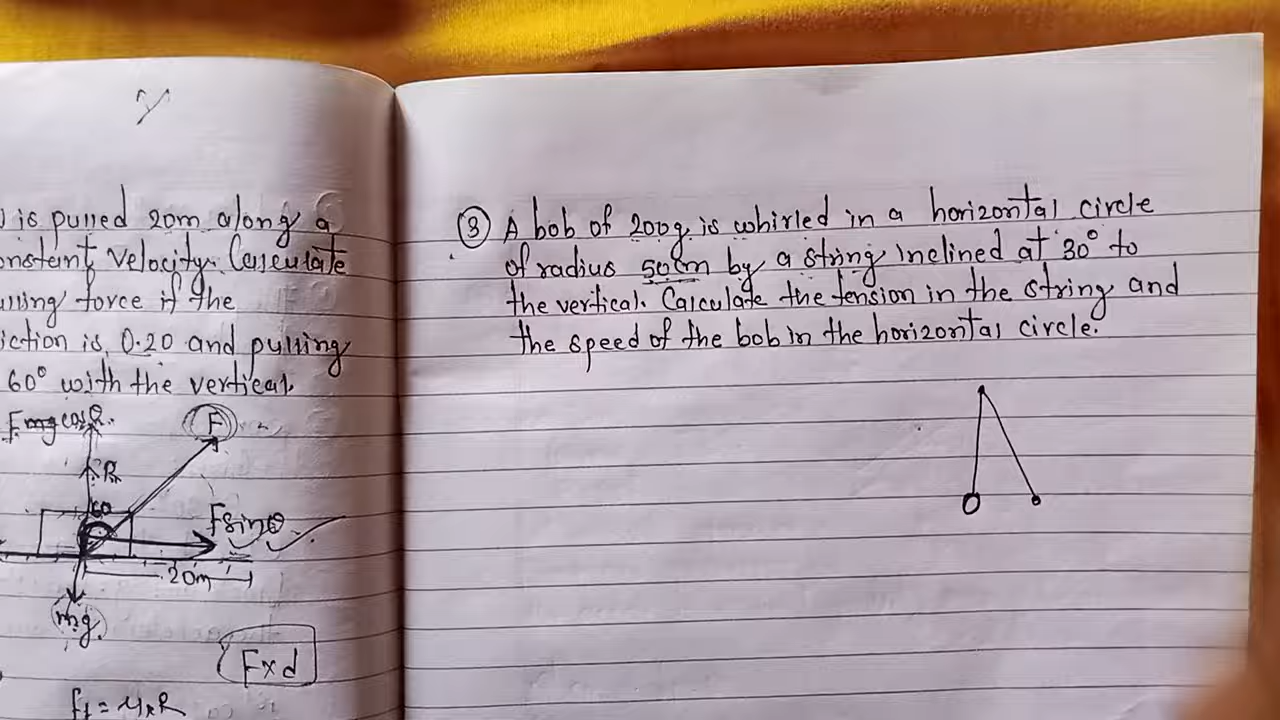 is pulled 20m along a
velocity. Calculate
force if the
is 0.20 and pulling
60° with the vertical.
F mg cosθ.
F
R
60
Fsinθ
20m
mg.
F×d
③ A bob of 200g is whirled in a horizontal circle
of radius 50cm by a string inclined at 30° to
the vertical. Calculate the tension in the string and
the speed of the bob in the horizontal circle.